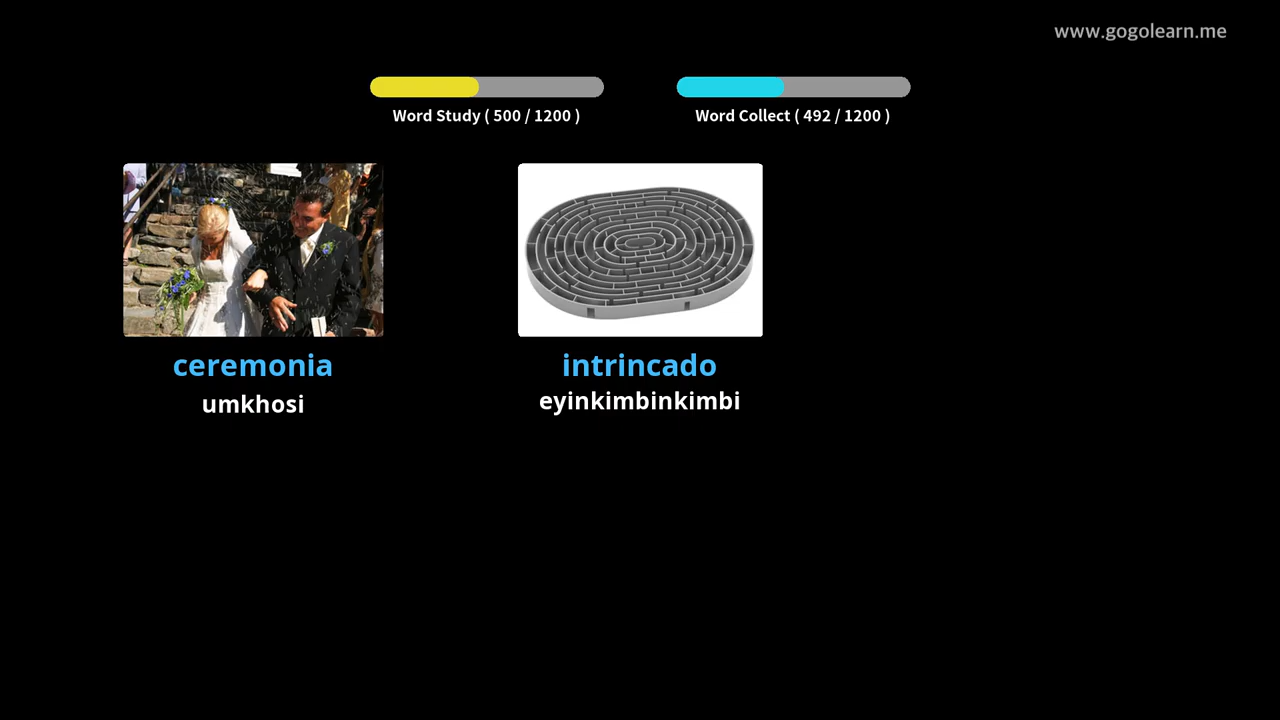 www.gogolearn.me
Word Study ( 500 / 1200 )
Word Collect ( 492 / 1200 )
ceremonia
umkhosi
intrincado
eyinkimbinkimbi